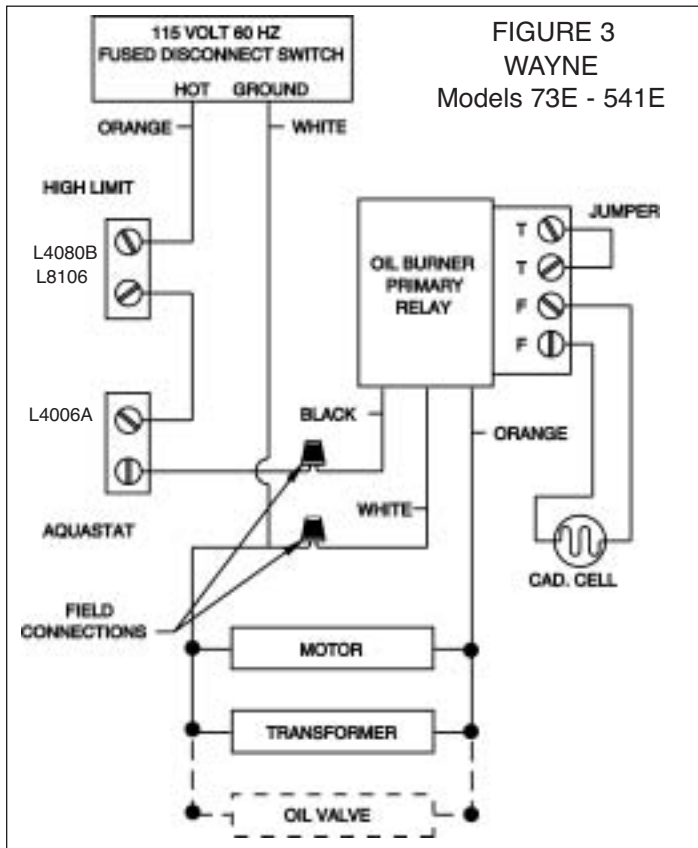 115 VOLT 60 HZ
FUSED DISCONNECT SWITCH
HOT GROUND
FIGURE 3
WAYNE
Models 73E - 541E
ORANGE
WHITE
HIGH LIMIT
L4080B
L8106
OIL BURNER
PRIMARY
RELAY
T
T
F
F
JUMPER
L4006A
BLACK
ORANGE
WHITE
AQUASTAT
CAD. CELL
FIELD
CONNECTIONS
MOTOR
TRANSFORMER
OIL VALVE